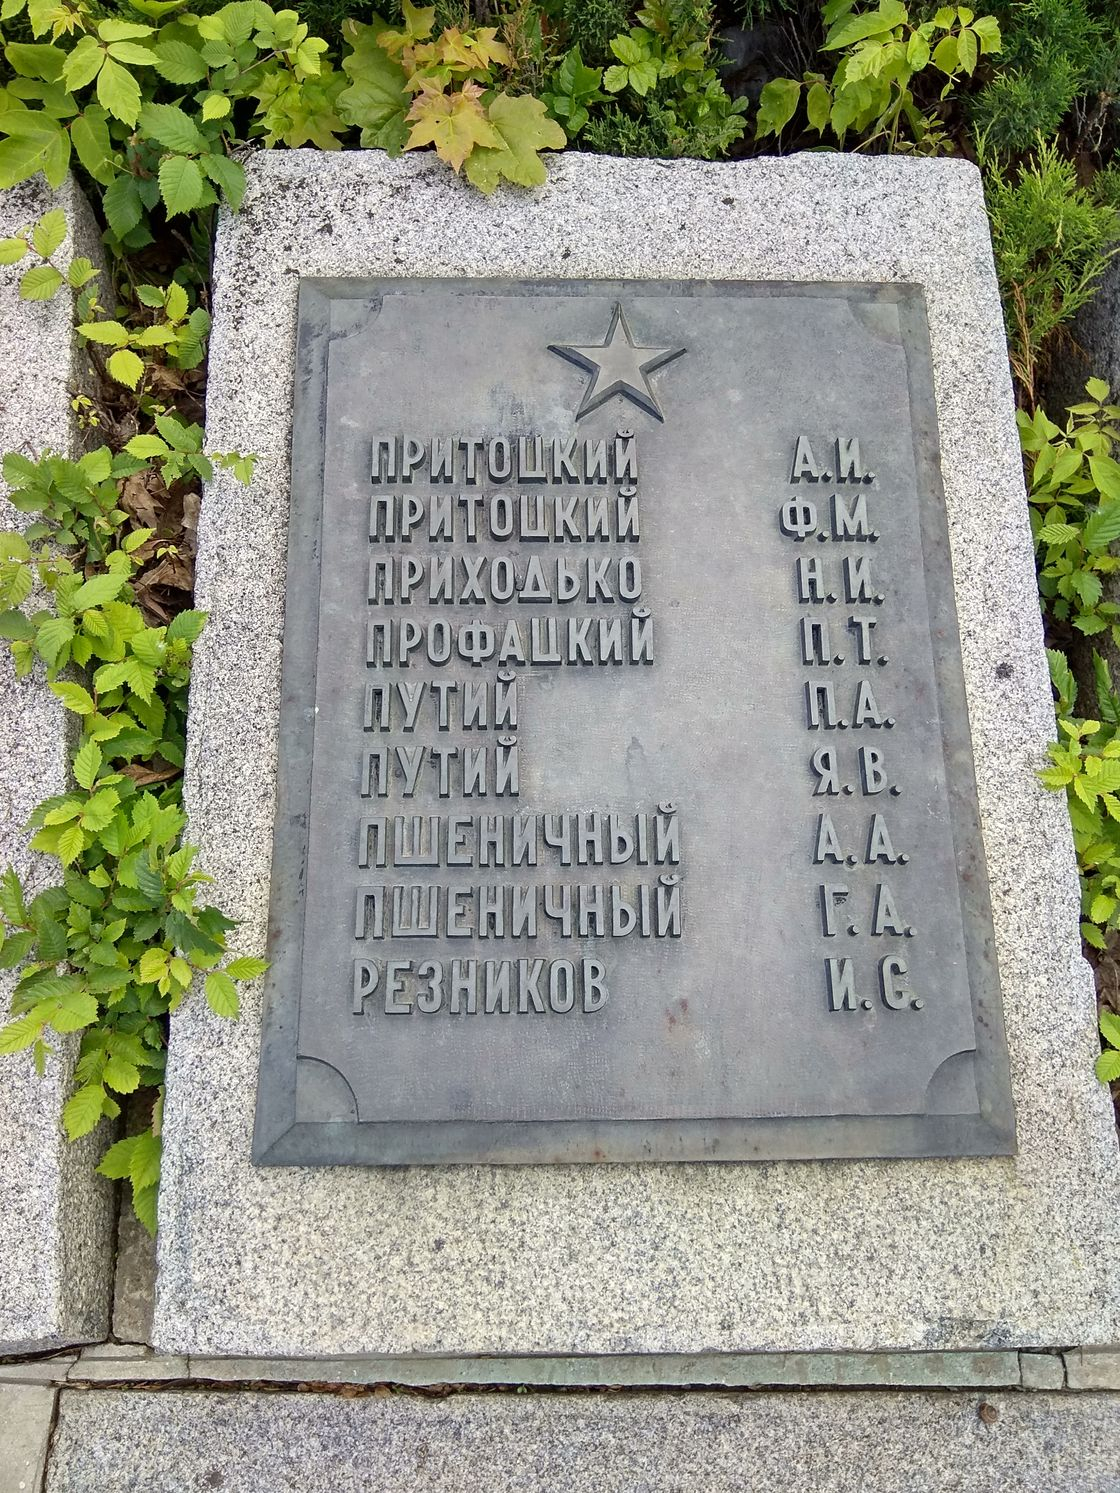 ПРИТОЦКИЙ А.И.
ПРИТОЦКИЙ Ф.М.
ПРИХОДЬКО Н.И.
ПРОФАЦКИЙ П.Т.
ПУТИЙ П.А.
ПУТИЙ Я.В.
ПШЕНИЧНЫЙ А.А.
ПШЕНИЧНЫЙ Г.А.
РЕЗНИКОВ И.С.